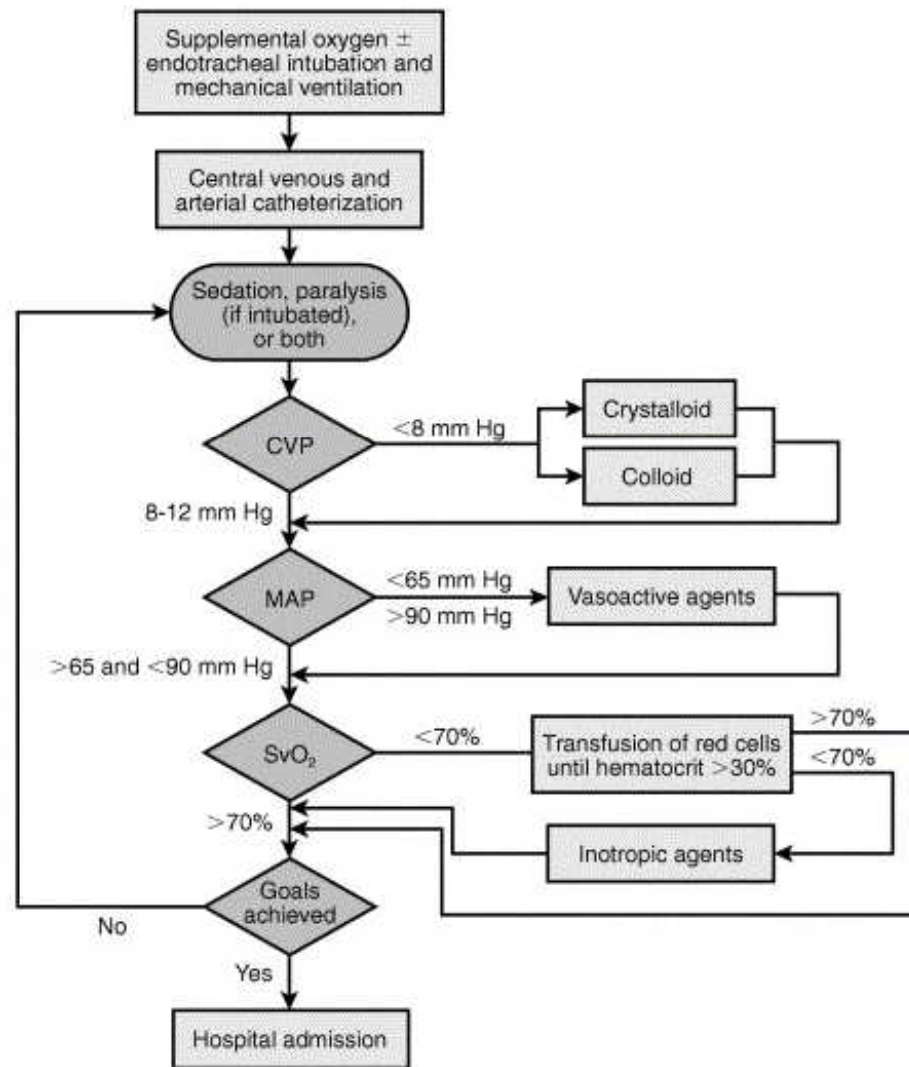 Supplemental oxygen ±
endotracheal intubation and
mechanical ventilation
Central venous and
arterial catheterization
Sedation, paralysis
(if intubated),
or both
CVP
<8 mm Hg
Crystalloid
Colloid
8-12 mm Hg
MAP
<65 mm Hg
>90 mm Hg
Vasoactive agents
>65 and <90 mm Hg
SvO₂
<70%
Transfusion of red cells
until hematocrit >30%
>70%
<70%
>70%
Inotropic agents
Goals
achieved
No
Yes
Hospital admission